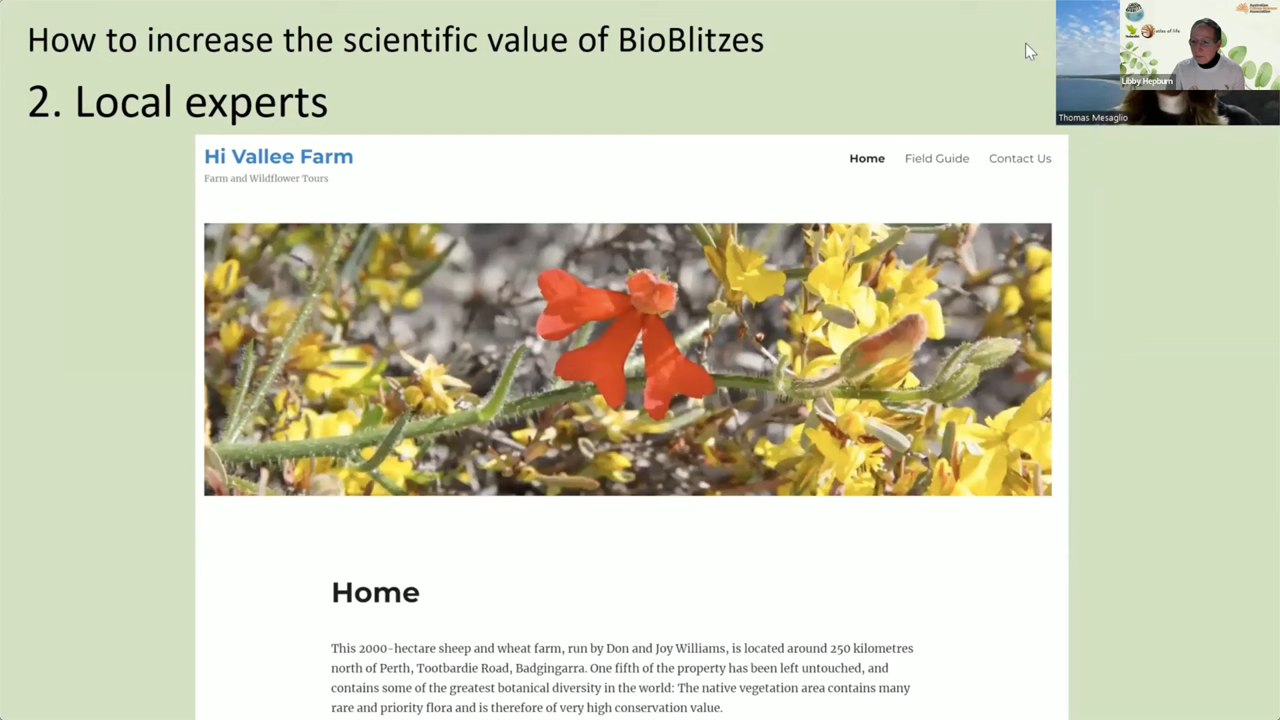 How to increase the scientific value of BioBlitzes
2. Local experts
Libby Hepburn
Thomas Mesaglio
Hi Vallee Farm
Farm and Wildflower Tours
Home Field Guide Contact Us
Home
This 2000-hectare sheep and wheat farm, run by Don and Joy Williams, is located around 250 kilometres
north of Perth, Tootbardie Road, Badgingarra. One fifth of the property has been left untouched, and
contains some of the greatest botanical diversity in the world: The native vegetation area contains many
rare and priority flora and is therefore of very high conservation value.